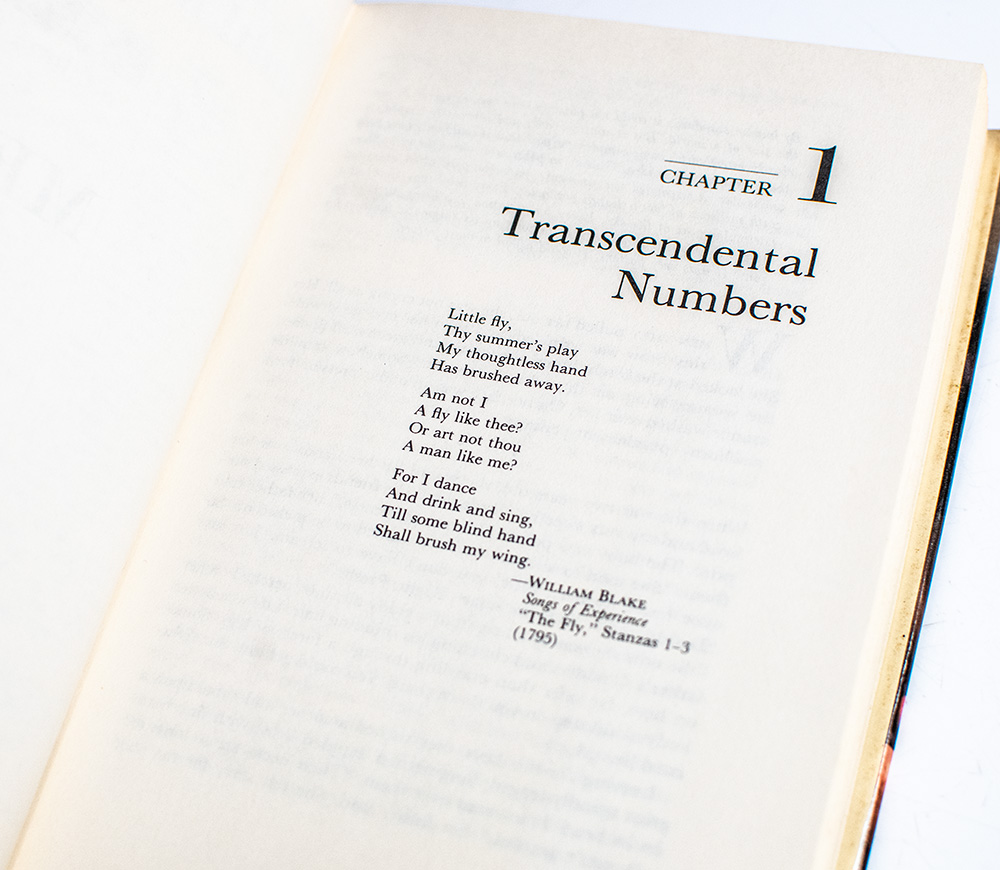 CHAPTER 1
Transcendental
Numbers
Little fly,
Thy summer's play
My thoughtless hand
Has brushed away.
Am not I
A fly like thee?
Or art not thou
A man like me?
For I dance
And drink and sing,
Till some blind hand
Shall brush my wing.
—WILLIAM BLAKE
Songs of Experience
"The Fly," Stanzas 1–3
(1795)